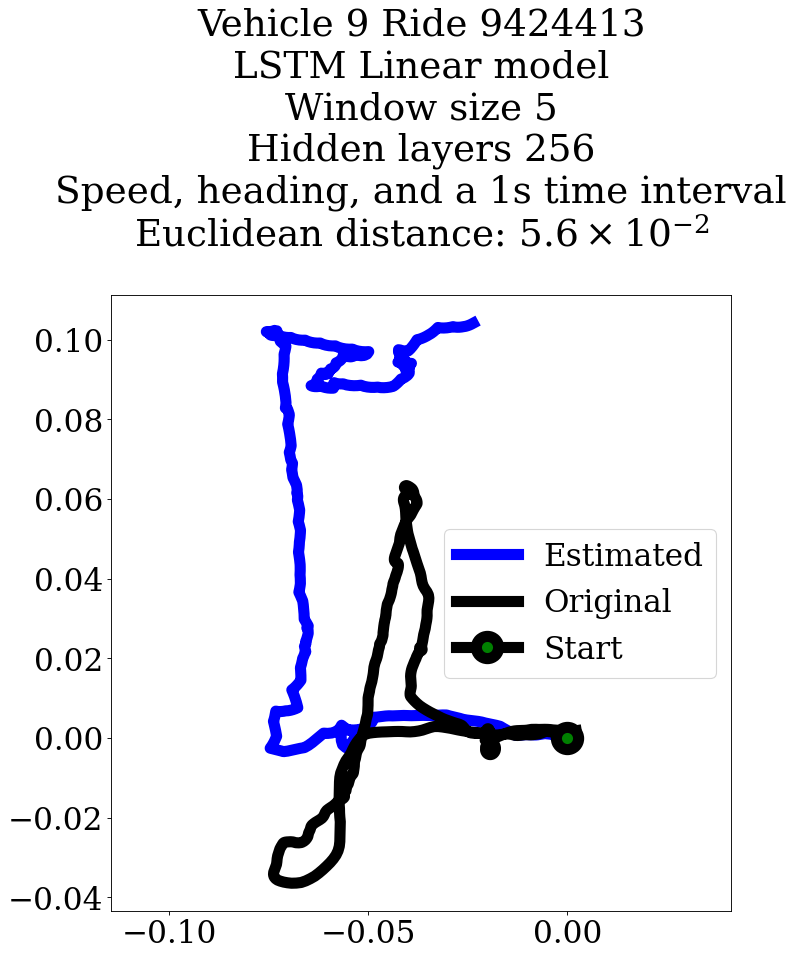 Vehicle 9 Ride 9424413
LSTM Linear model
Window size 5
Hidden layers 256
Speed, heading, and a 1s time interval
Euclidean distance: 5.6 × 10⁻²
0.10
0.08
0.06
0.04
0.02
0.00
−0.02
−0.04
Estimated
Original
Start
−0.10
−0.05
0.00